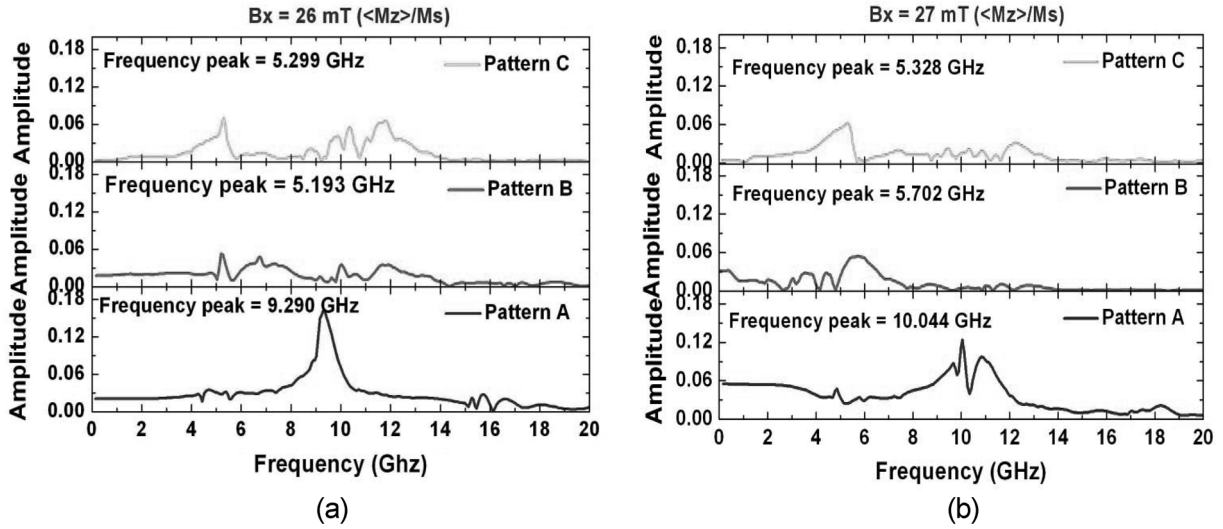 Bx = 26 mT (<Mz>/Ms)
0.18
0.12
0.06
0.00
Amplitude
Frequency peak = 5.299 GHz
Pattern C
0.18
0.12
0.06
0.00
Amplitude
Frequency peak = 5.193 GHz
Pattern B
0.18
0.12
0.06
0.00
Amplitude
Frequency peak = 9.290 GHz
Pattern A
0 2 4 6 8 10 12 14 16 18 20
Frequency (Ghz)
(a)
Bx = 27 mT (<Mz>/Ms)
0.18
0.12
0.06
0.00
Amplitude
Frequency peak = 5.328 GHz
Pattern C
0.18
0.12
0.06
0.00
Amplitude
Frequency peak = 5.702 GHz
Pattern B
0.18
0.12
0.06
0.00
Amplitude
Frequency peak = 10.044 GHz
Pattern A
0 2 4 6 8 10 12 14 16 18 20
Frequency (GHz)
(b)